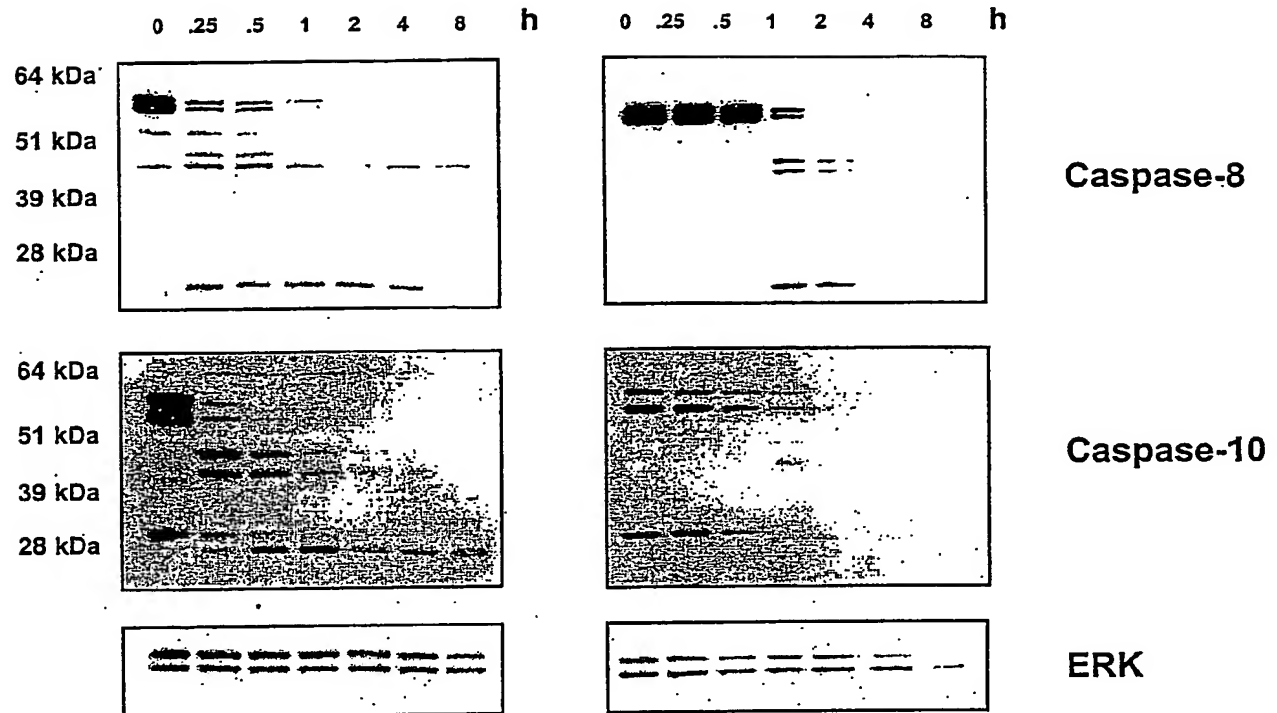 0 .25 .5 1 2 4 8 h
0 .25 .5 1 2 4 8 h
64 kDa
51 kDa
39 kDa
28 kDa
Caspase-8
64 kDa
51 kDa
39 kDa
28 kDa
Caspase-10
ERK